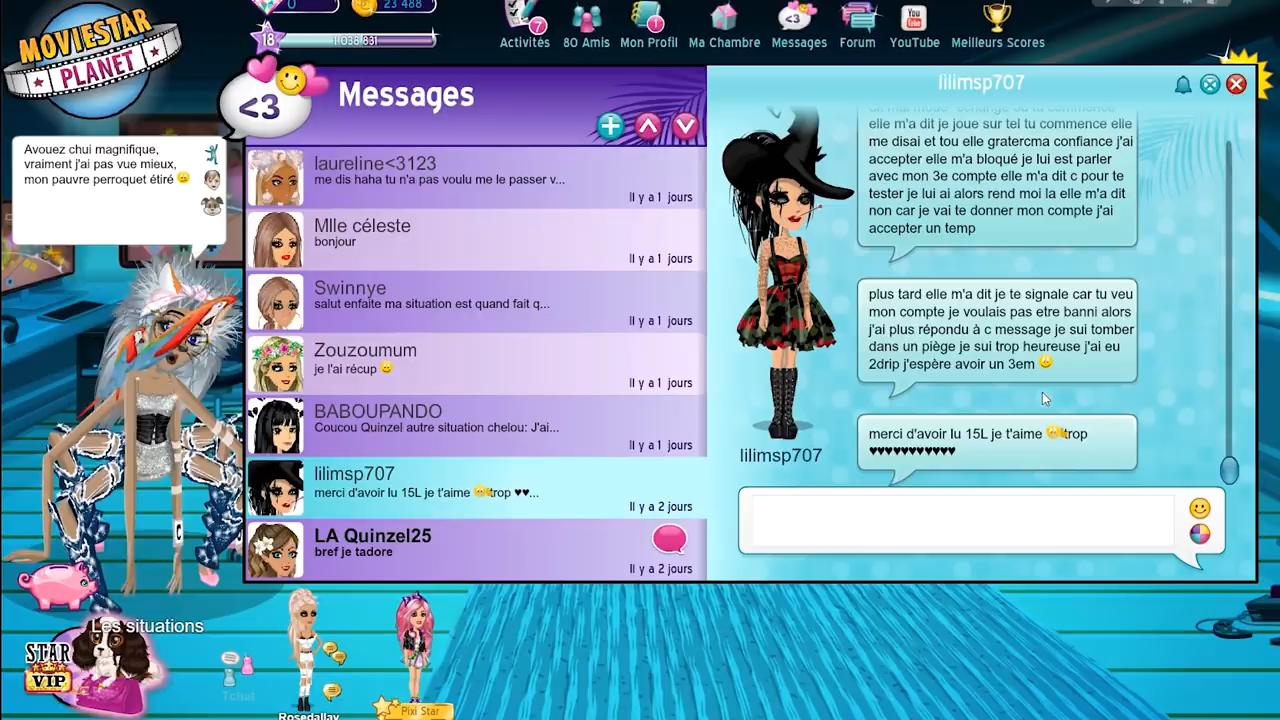 MOVIESTAR
PLANET
0
23 488
18
1 036 831
7
!
<3
Activités
80 Amis
Mon Profil
Ma Chambre
Messages
Forum
You
Tube
YouTube
Meilleurs Scores
Avouez chui magnifique,
vraiment j'ai pas vue mieux,
mon pauvre perroquet étiré
<3
Messages
laureline<3123
me dis haha tu n'a pas voulu me le passer v...
Il y a 1 jours
Mlle céleste
bonjour
Il y a 1 jours
Swinnye
salut enfaite ma situation est quand fait q...
Il y a 1 jours
Zouzoumum
je l'ai récup
Il y a 1 jours
BABOUPANDO
Coucou Quinzel autre situation chelou: J'ai...
Il y a 1 jours
lilimsp707
merci d'avoir lu 15L je t'aime trop ♥♥...
Il y a 2 jours
LA Quinzel25
bref je tadore
Il y a 2 jours
lilimsp707
elle m'a dit je joue sur tel tu commence elle
me disai et tou elle gratercma confiance j'ai
accepter elle m'a bloqué je lui est parler
avec mon 3e compte elle m'a dit c pour te
tester je lui ai alors rend moi la elle m'a dit
non car je vai te donner mon compte j'ai
accepter un temp
plus tard elle m'a dit je te signale car tu veu
mon compte je voulais pas etre banni alors
j'ai plus répondu à c message je sui tomber
dans un piège je sui trop heureuse j'ai eu
2drip j'espère avoir un 3em
merci d'avoir lu 15L je t'aime trop
♥♥♥♥♥♥♥♥♥♥♥
lilimsp707
Les situations
STAR
VIP
Tchat
Rosedallay
Pixi Star